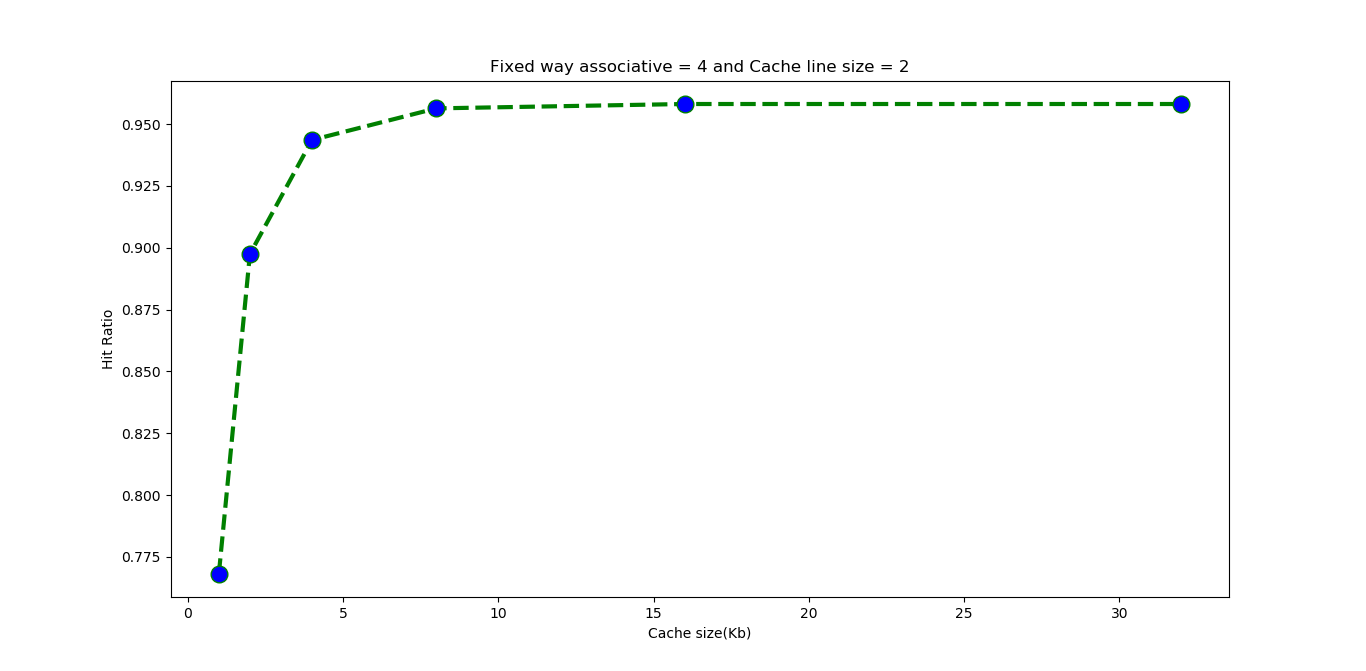 Fixed way associative = 4 and Cache line size = 2
0.950
0.925
0.900
0.875
0.850
0.825
0.800
0.775
Hit Ratio
0 5 10 15 20 25 30
Cache size(Kb)